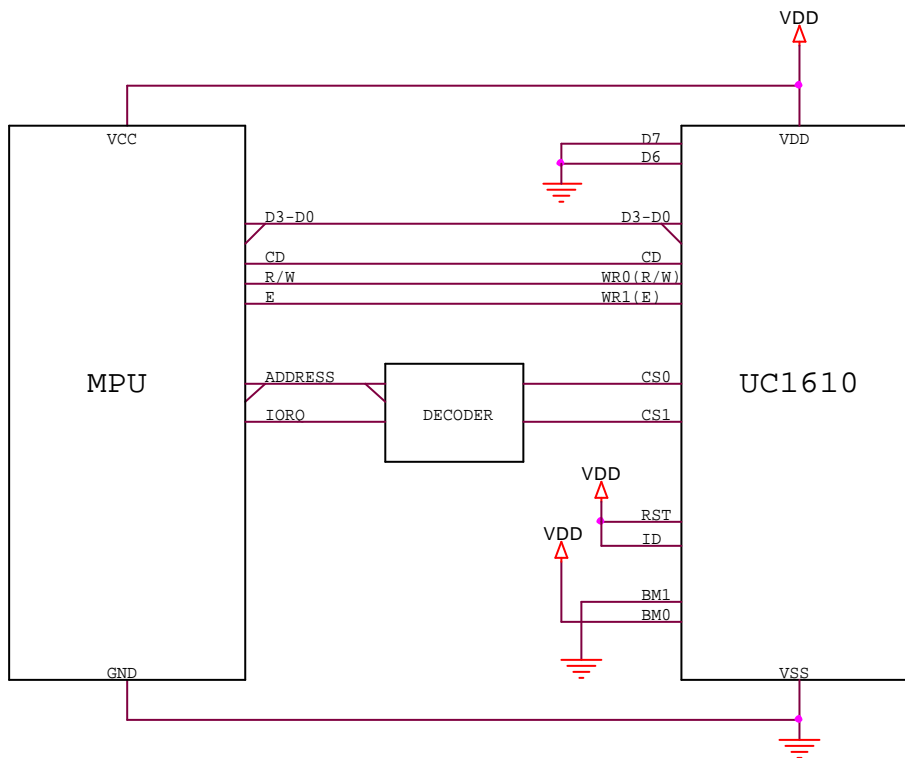 VDD
VCC
VDD
D7
D6
D3-D0
D3-D0
CD
CD
R/W
WR0(R/W)
E
WR1(E)
MPU
ADDRESS
CS0
UC1610
IORO
DECODER
CS1
VDD
RST
VDD
ID
BM1
BM0
GND
VSS